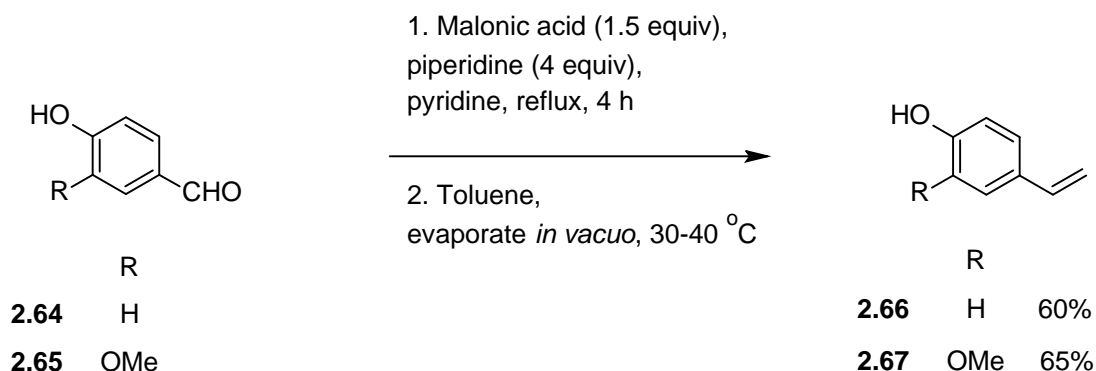 1. Malonic acid (1.5 equiv),
piperidine (4 equiv),
pyridine, reflux, 4 h
HO
R
CHO
2. Toluene,
evaporate in vacuo, 30-40 °C
HO
R
R
2.64 H
2.65 OMe
R
2.66 H 60%
2.67 OMe 65%